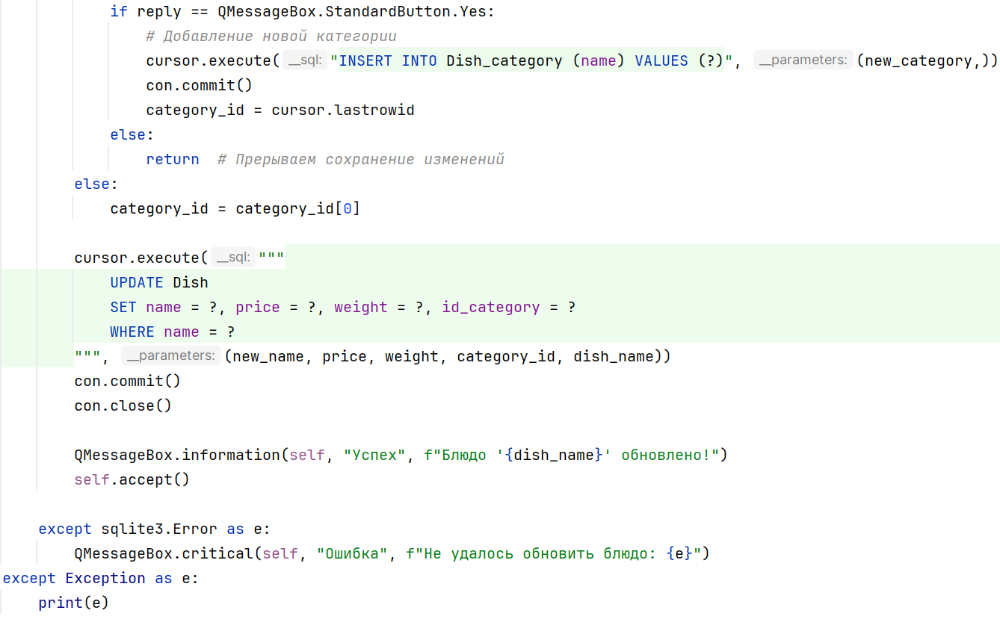 if reply == QMessageBox.StandardButton.Yes:
# Добавление новой категории
cursor.execute( __sql: "INSERT INTO Dish_category (name) VALUES (?)", __parameters: (new_category,))
con.commit()
category_id = cursor.lastrowid
else:
return # Прерываем сохранение изменений
else:
category_id = category_id[0]
cursor.execute( __sql: """
UPDATE Dish
SET name = ?, price = ?, weight = ?, id_category = ?
WHERE name = ?
""", __parameters: (new_name, price, weight, category_id, dish_name))
con.commit()
con.close()
QMessageBox.information(self, "Успех", f"Блюдо '{dish_name}' обновлено!")
self.accept()
except sqlite3.Error as e:
QMessageBox.critical(self, "Ошибка", f"Не удалось обновить блюдо: {e}")
except Exception as e:
print(e)